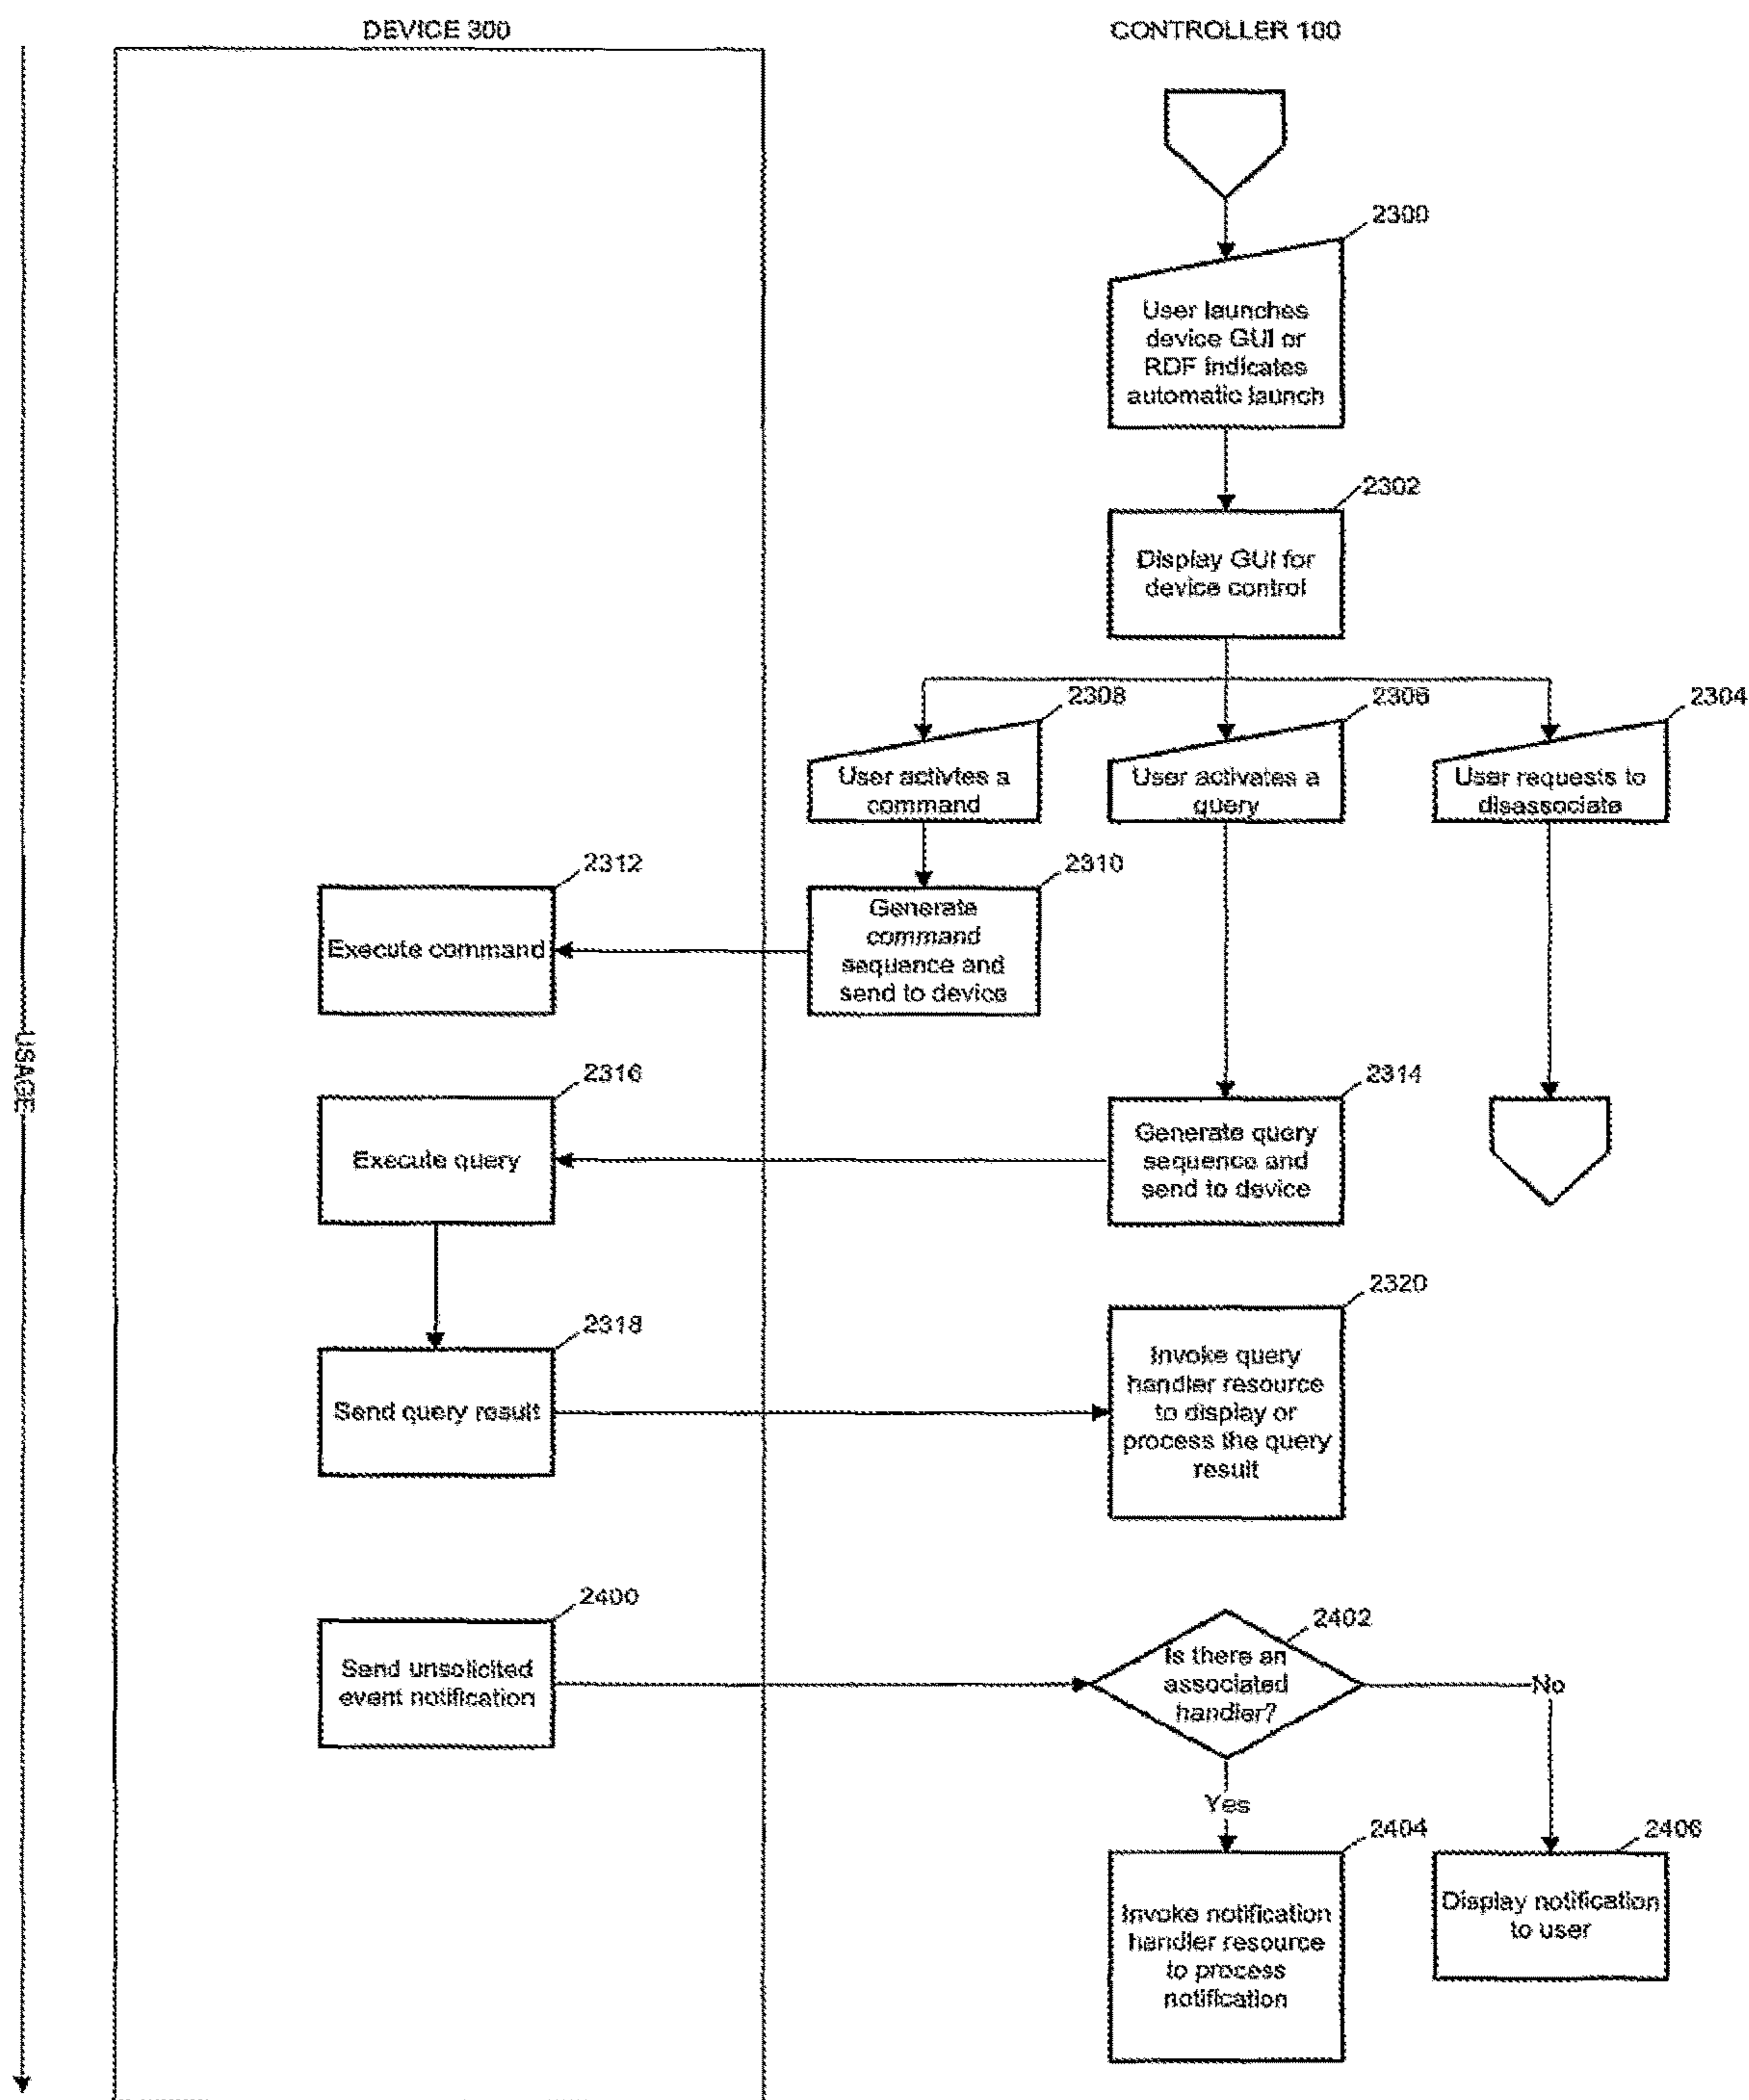 DEVICE 300
CONTROLLER 100
2300
User launches
device GUI or
RDF indicates
automatic launch
2302
Display GUI for
device control
2308
User activtes a
command
2306
User activates a
query
2304
User requests to
disassociate
2310
Generate
command
sequence and
send to device
2312
Execute command
2314
Generate query
sequence and
send to device
2316
Execute query
2318
Send query result
2320
Invoke query
handler resource
to display or
process the query
result
2400
Send unsolicited
event notification
2402
Is there an
associated
handler?
No
Yes
2404
Invoke notification
handler resource
to process
notification
2406
Display notification
to user
USAGE